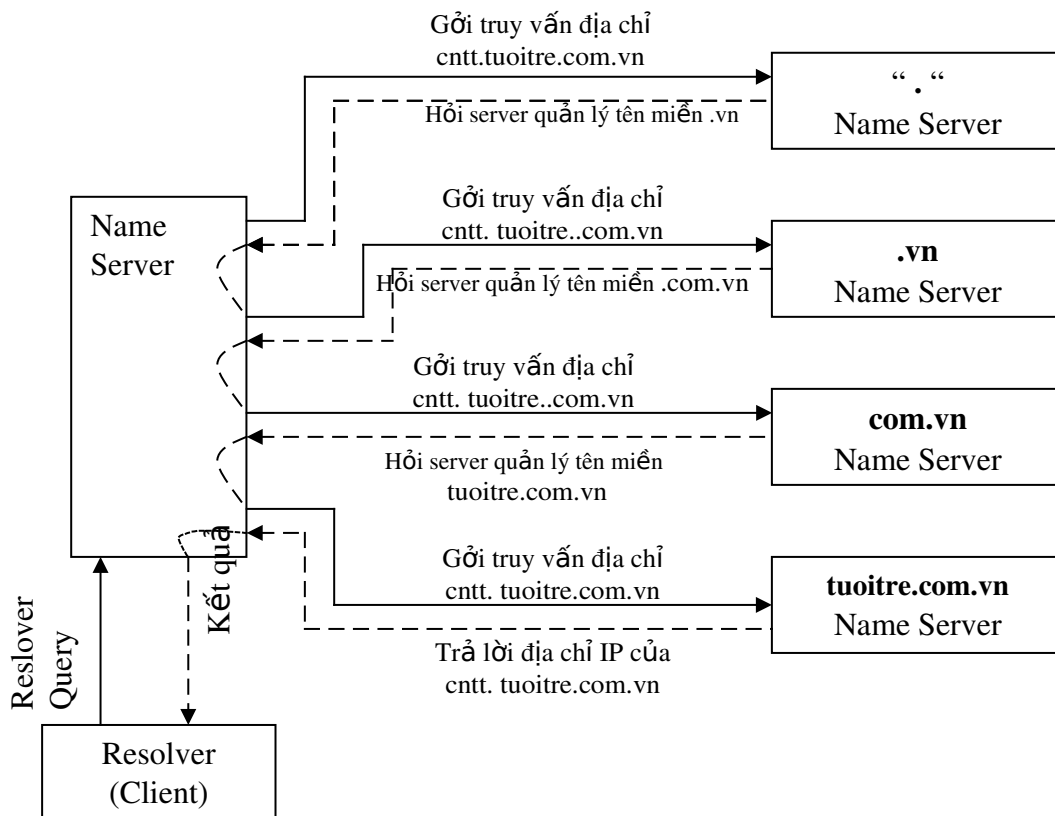 Gởi truy vấn địa chỉ
cntt.tuoitre.com.vn
“ . “
Name Server
Hỏi server quản lý tên miền .vn
Name
Server
Gởi truy vấn địa chỉ
cntt. tuoitre..com.vn
.vn
Name Server
Hỏi server quản lý tên miền .com.vn
Gởi truy vấn địa chỉ
cntt. tuoitre..com.vn
com.vn
Name Server
Hỏi server quản lý tên miền
tuoitre.com.vn
Gởi truy vấn địa chỉ
cntt. tuoitre.com.vn
tuoitre.com.vn
Name Server
Trả lời địa chỉ IP của
cntt. tuoitre.com.vn
Kết quả
Reslover
Query
Resolver
(Client)